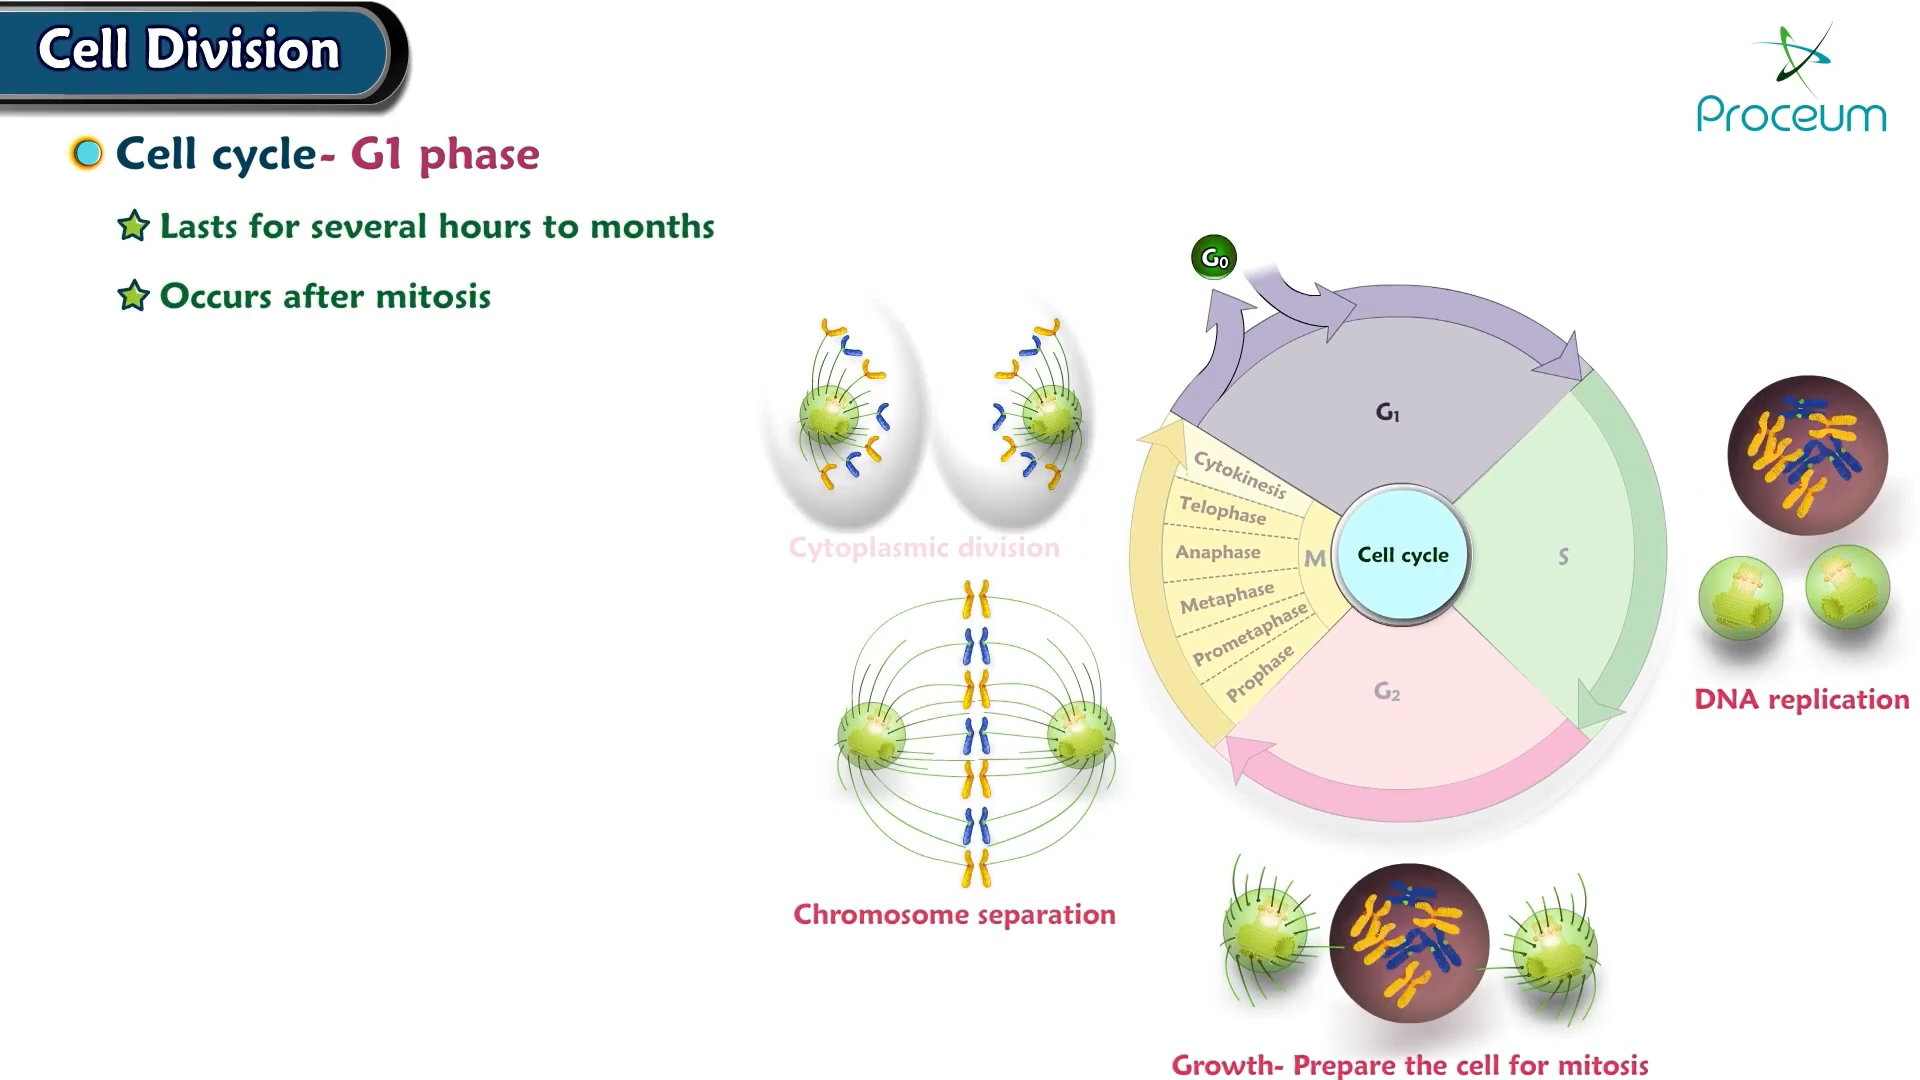 Cell Division
Proceum
Cell cycle- G1 phase
Lasts for several hours to months
Occurs after mitosis
G₀
G₁
Cytokinesis
Telophase
Anaphase
Metaphase
Prometaphase
Prophase
M
Cell cycle
S
G₂
Cytoplasmic division
DNA replication
Chromosome separation
Growth- Prepare the cell for mitosis